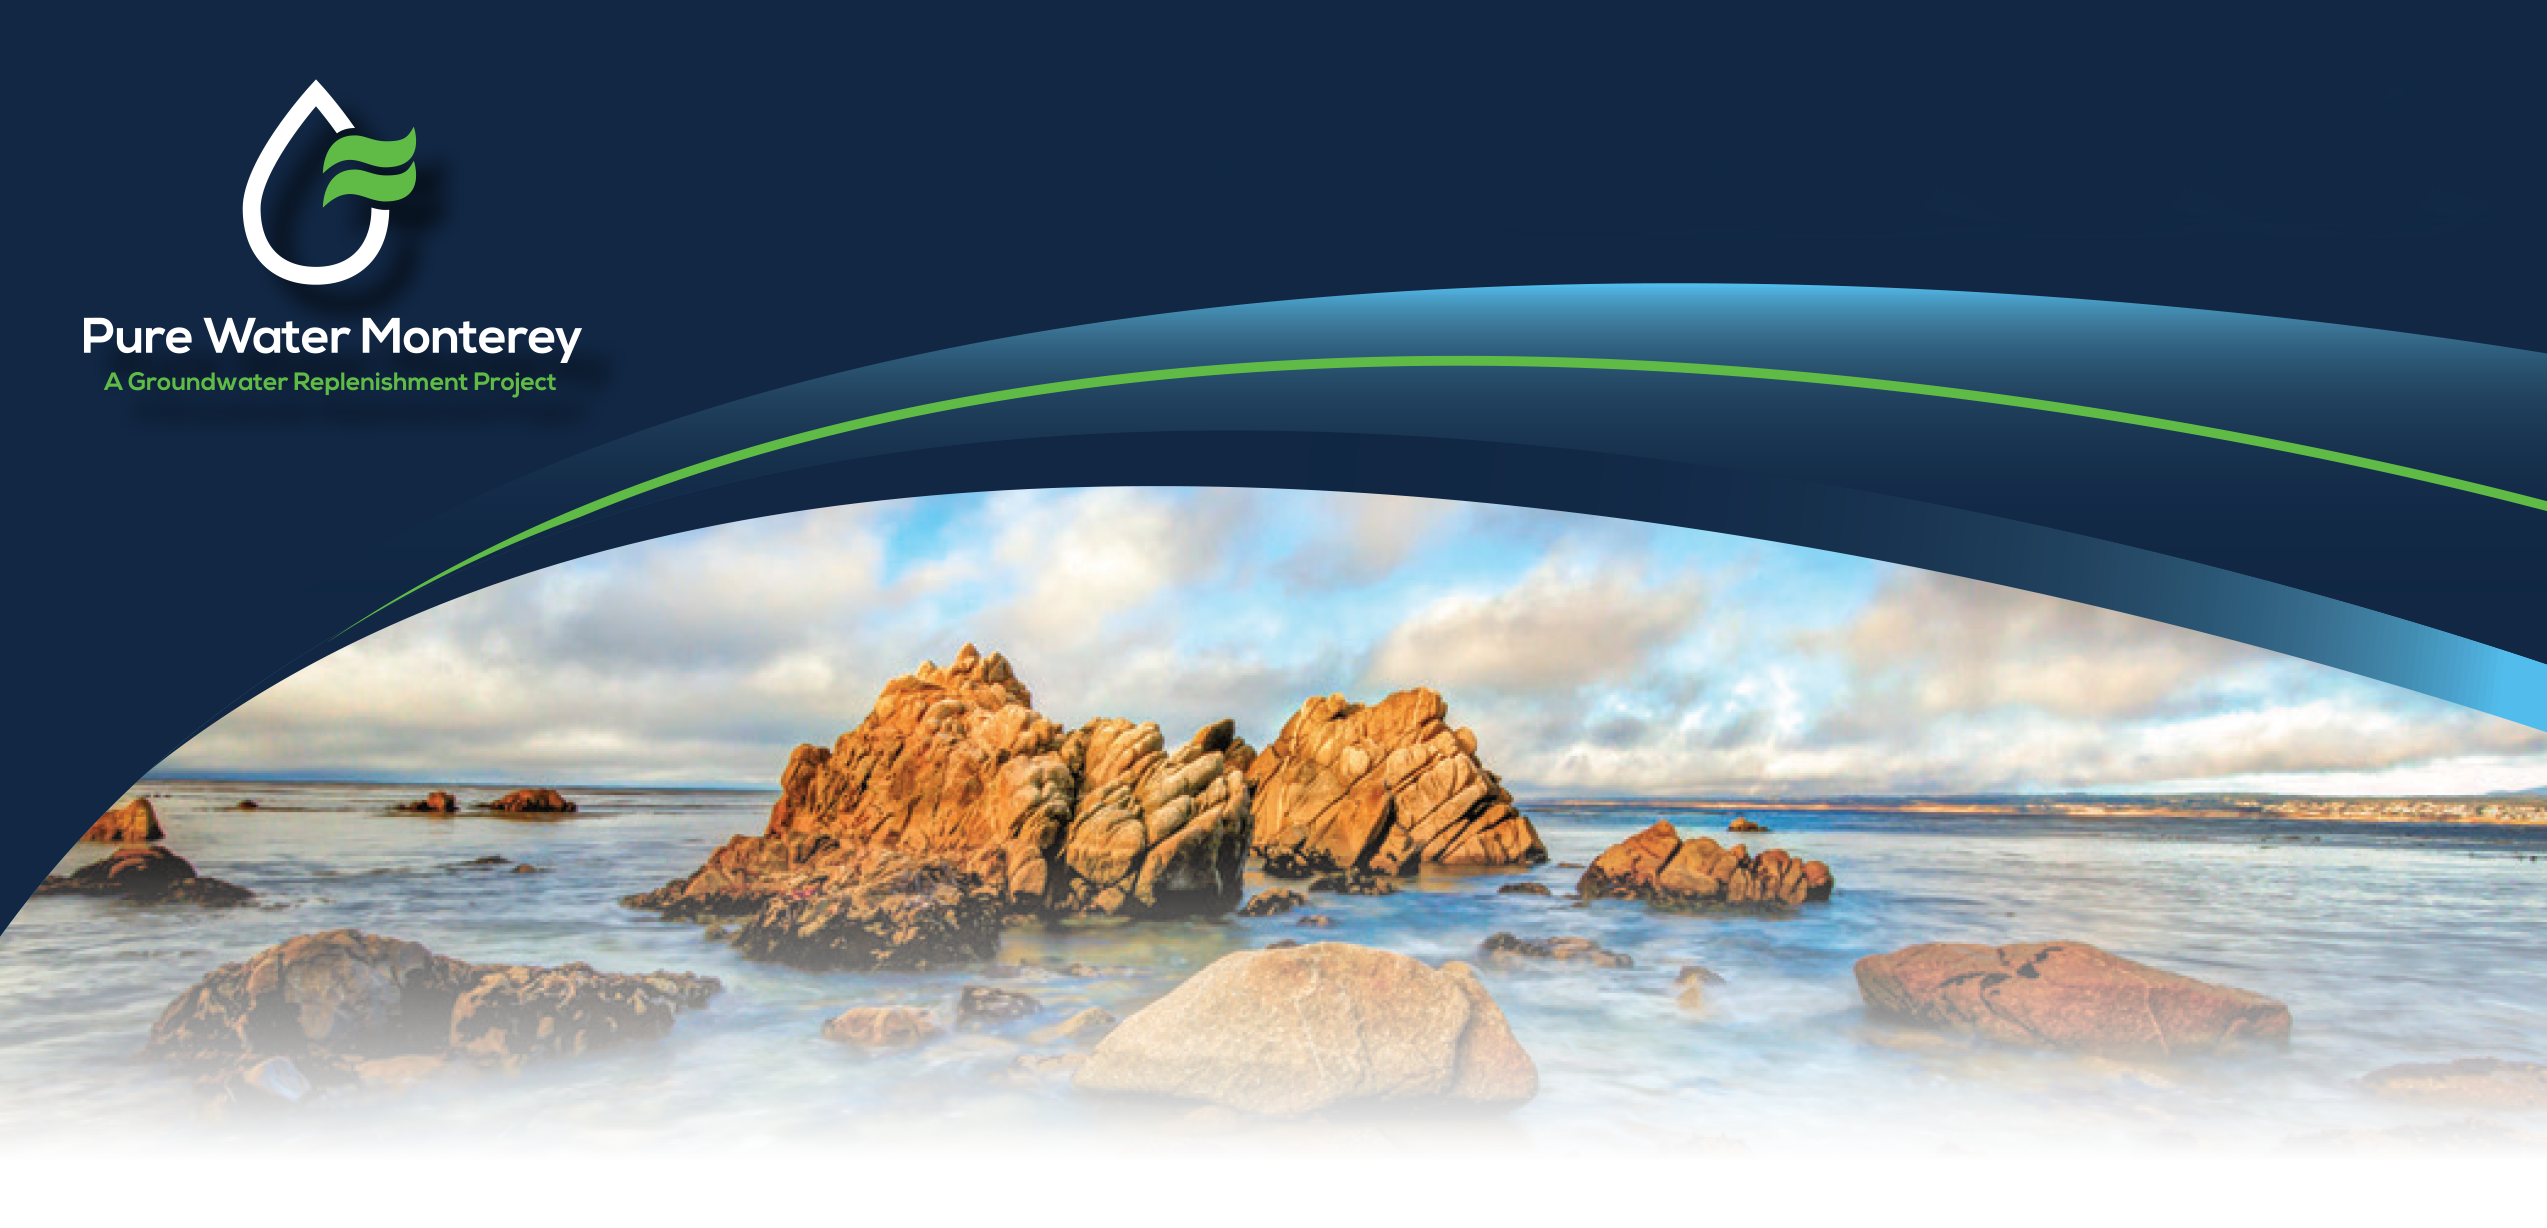 Pure Water Monterey
A Groundwater Replenishment Project